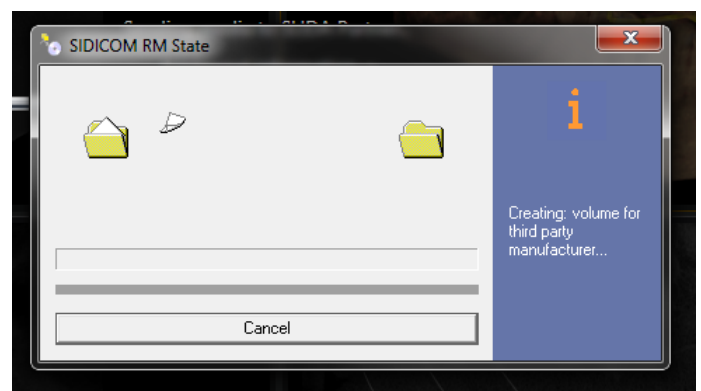 SIDICOM RM State
i
Creating: volume for
third party
manufacturer...
Cancel